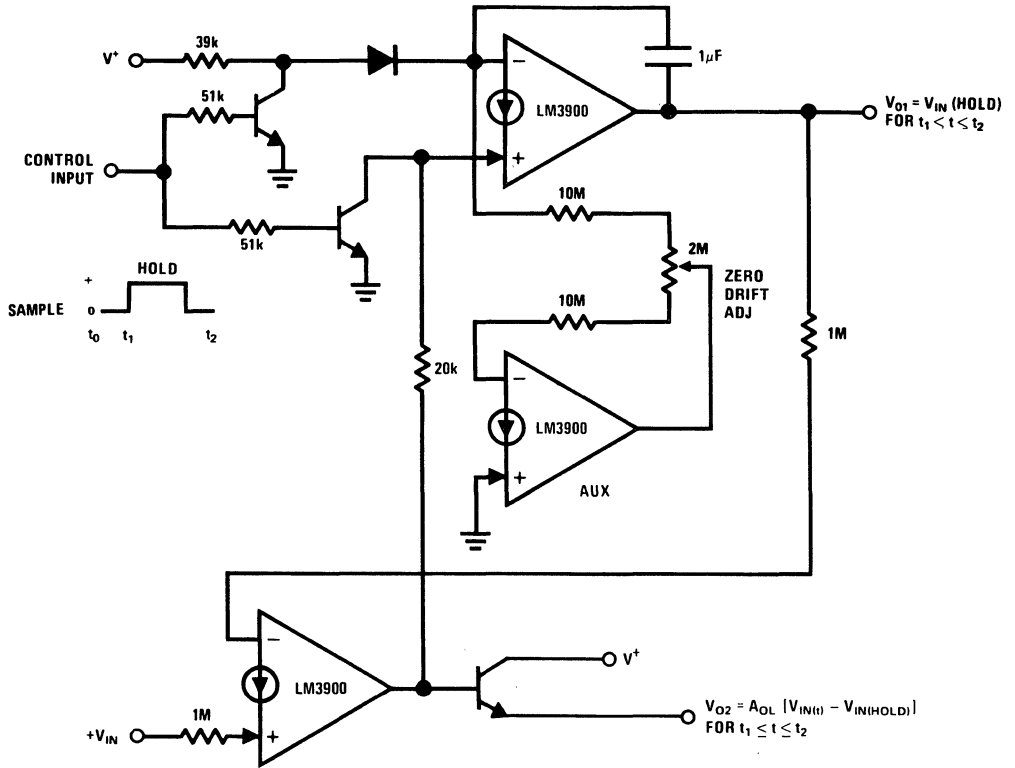 V+
39k
51k
CONTROL
INPUT
51k
HOLD
+
SAMPLE
0
t0 t1 t2
−
LM3900
+
1μF
VO1 = VIN (HOLD)
FOR t1 < t ≤ t2
10M
2M
ZERO
DRIFT
ADJ
10M
1M
20k
−
LM3900
+
AUX
−
LM3900
+
1M
+VIN
V+
VO2 = AOL [VIN(t) − VIN(HOLD)]
FOR t1 ≤ t ≤ t2